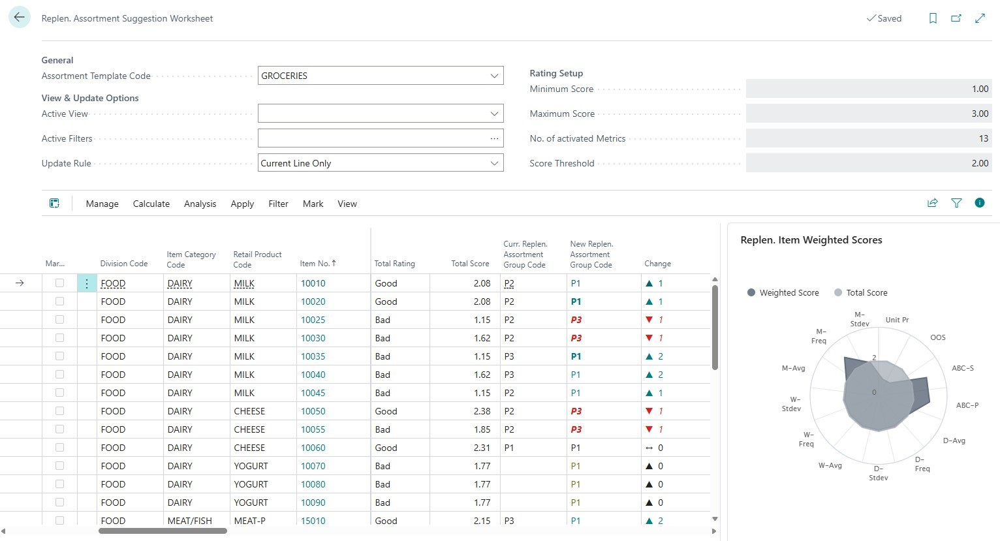 Replen. Assortment Suggestion Worksheet
Saved
General
Assortment Template Code
GROCERIES
View & Update Options
Active View
Active Filters
...
Update Rule
Current Line Only
Rating Setup
Minimum Score
1.00
Maximum Score
3.00
No. of activated Metrics
13
Score Threshold
2.00
Manage Calculate Analysis Apply Filter Mark View
Mar... Division Code Item Category Code Retail Product Code Item No.↑ Total Rating Total Score Curr. Replen. Assortment Group Code New Replen. Assortment Group Code Change
→ FOOD DAIRY MILK 10010 Good 2.08 P2 P1 ▲ 1
FOOD DAIRY MILK 10020 Good 2.08 P2 P1 ▲ 1
FOOD DAIRY MILK 10025 Bad 1.15 P2 P3 ▼ 1
FOOD DAIRY MILK 10030 Bad 1.62 P2 P3 ▼ 1
FOOD DAIRY MILK 10035 Bad 1.15 P3 P1 ▲ 2
FOOD DAIRY MILK 10040 Bad 1.62 P3 P1 ▲ 2
FOOD DAIRY MILK 10045 Bad 1.15 P2 P1 ▲ 1
FOOD DAIRY CHEESE 10050 Good 2.38 P2 P3 ▼ 1
FOOD DAIRY CHEESE 10055 Bad 1.85 P2 P3 ▼ 1
FOOD DAIRY CHEESE 10060 Good 2.31 P1 P1 ↔ 0
FOOD DAIRY YOGURT 10070 Bad 1.77 P1 ▲ 0
FOOD DAIRY YOGURT 10080 Bad 1.77 P1 ▲ 0
FOOD DAIRY YOGURT 10090 Bad 1.77 P1 ▲ 0
FOOD MEAT/FISH MEAT-P 15010 Good 2.15 P3 P1 ▲ 2
Replen. Item Weighted Scores
Weighted Score Total Score
Unit Pr
OOS
ABC-S
ABC-P
D-Avg
D-
Freq
D-
Stdev
W-Avg
W-
Freq
W-
Stdev
M-Avg
M-
Freq
M-
Stdev
2
0